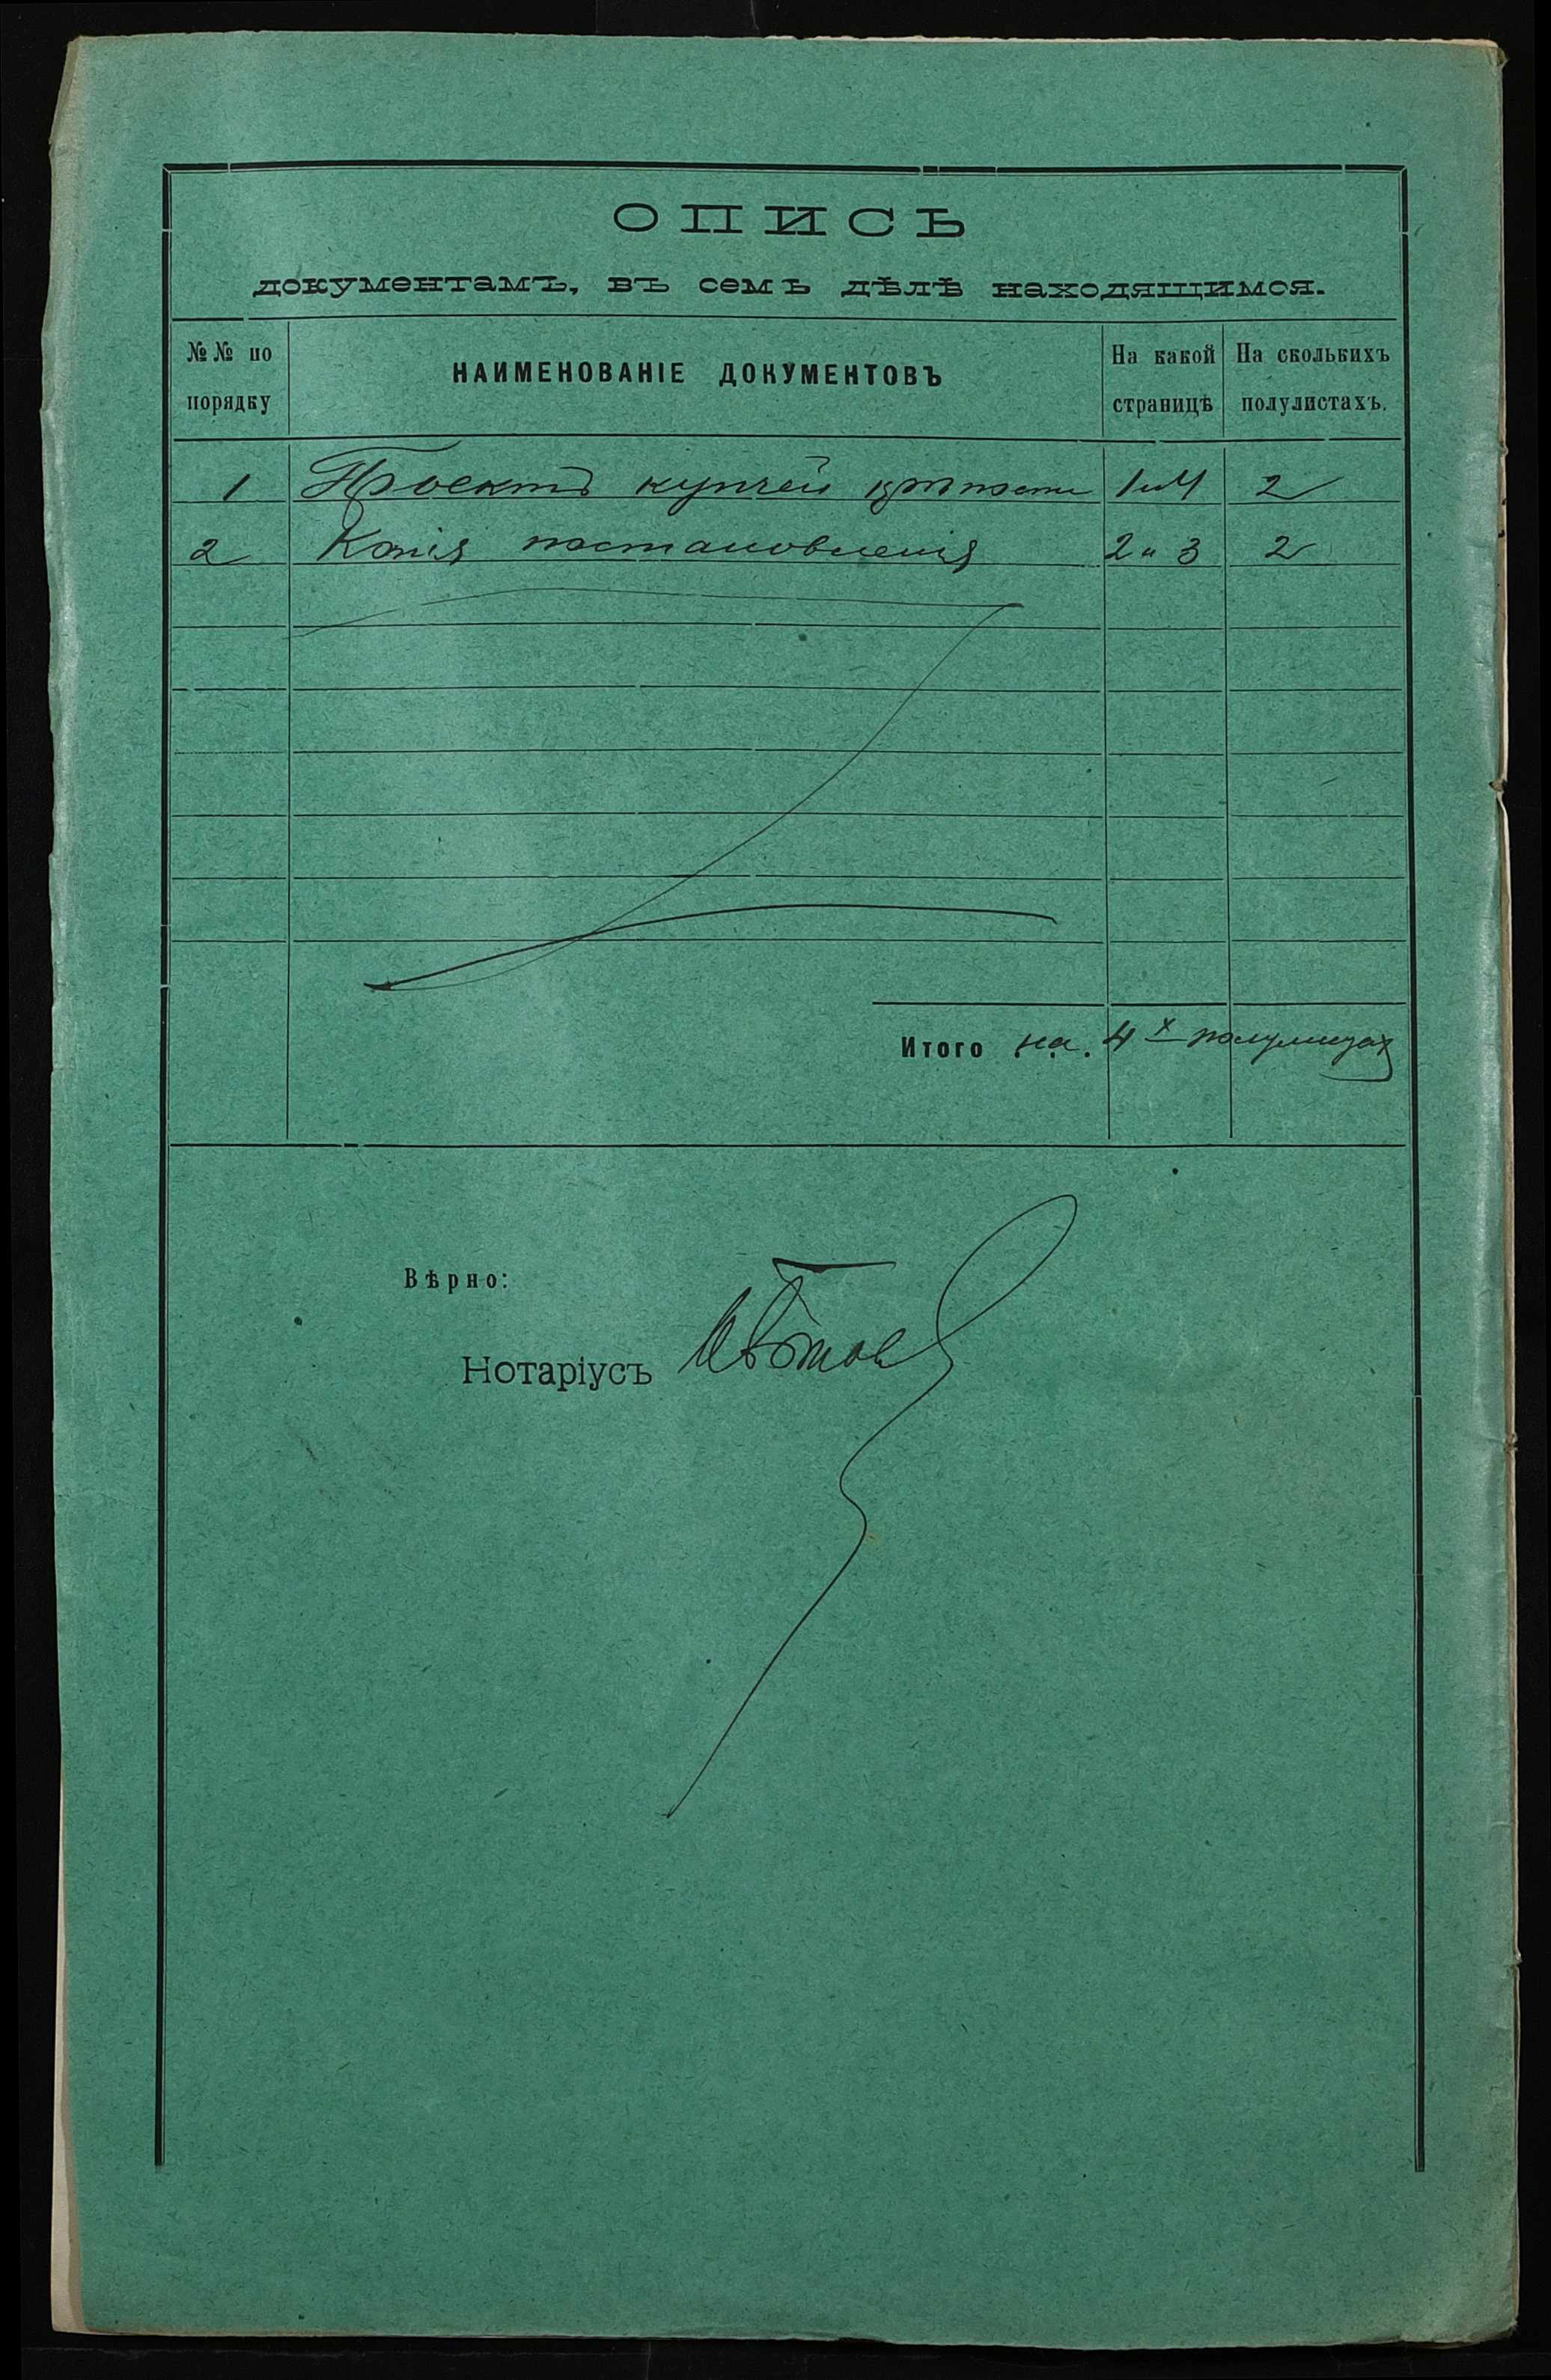 ОПИСЬ
документамъ, въ семъ дѣлѣ находящимся.
№№ по порядку
НАИМЕНОВАНІЕ ДОКУМЕНТОВЪ
На какой страницѣ
На сколькихъ полулистахъ.
1 Проектъ купчей крѣпости 1 и 4 2
2 Копія постановленія 2 и 3 2
Итого на 4х полулистах
Вѣрно:
Нотаріусъ